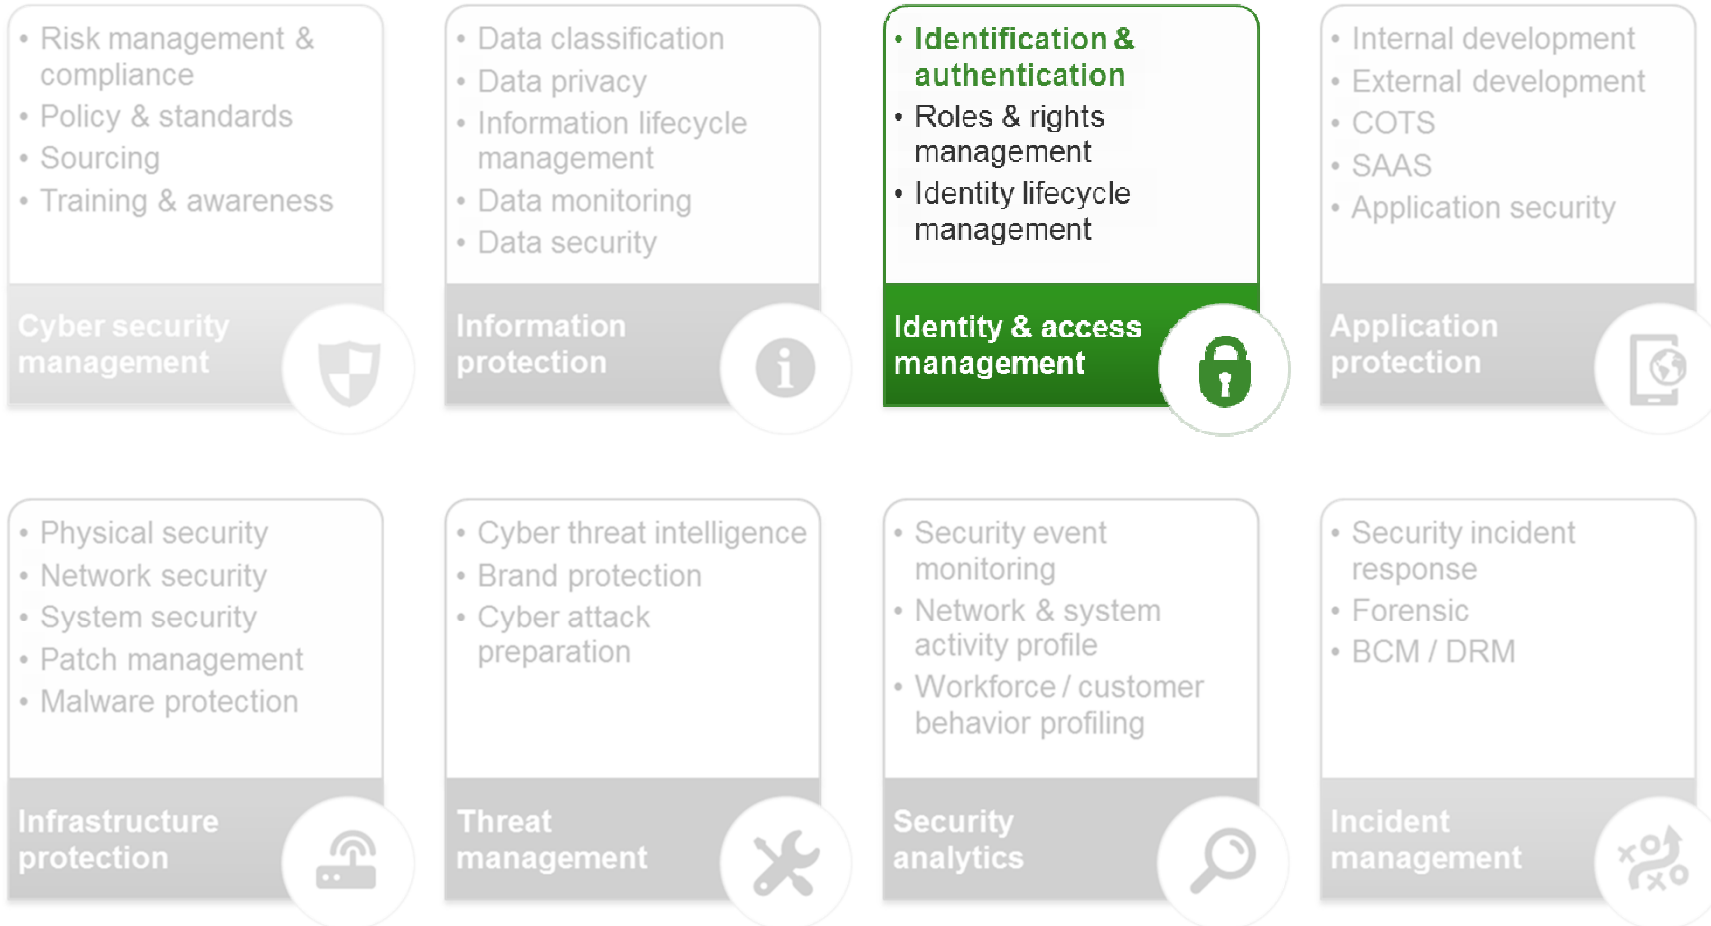 • Risk management &
compliance
• Policy & standards
• Sourcing
• Training & awareness
Cyber security
management
• Data classification
• Data privacy
• Information lifecycle
management
• Data monitoring
• Data security
Information
protection
• Identification &
authentication
• Roles & rights
management
• Identity lifecycle
management
Identity & access
management
• Internal development
• External development
• COTS
• SAAS
• Application security
Application
protection
• Physical security
• Network security
• System security
• Patch management
• Malware protection
Infrastructure
protection
• Cyber threat intelligence
• Brand protection
• Cyber attack
preparation
Threat
management
• Security event
monitoring
• Network & system
activity profile
• Workforce / customer
behavior profiling
Security
analytics
• Security incident
response
• Forensic
• BCM / DRM
Incident
management